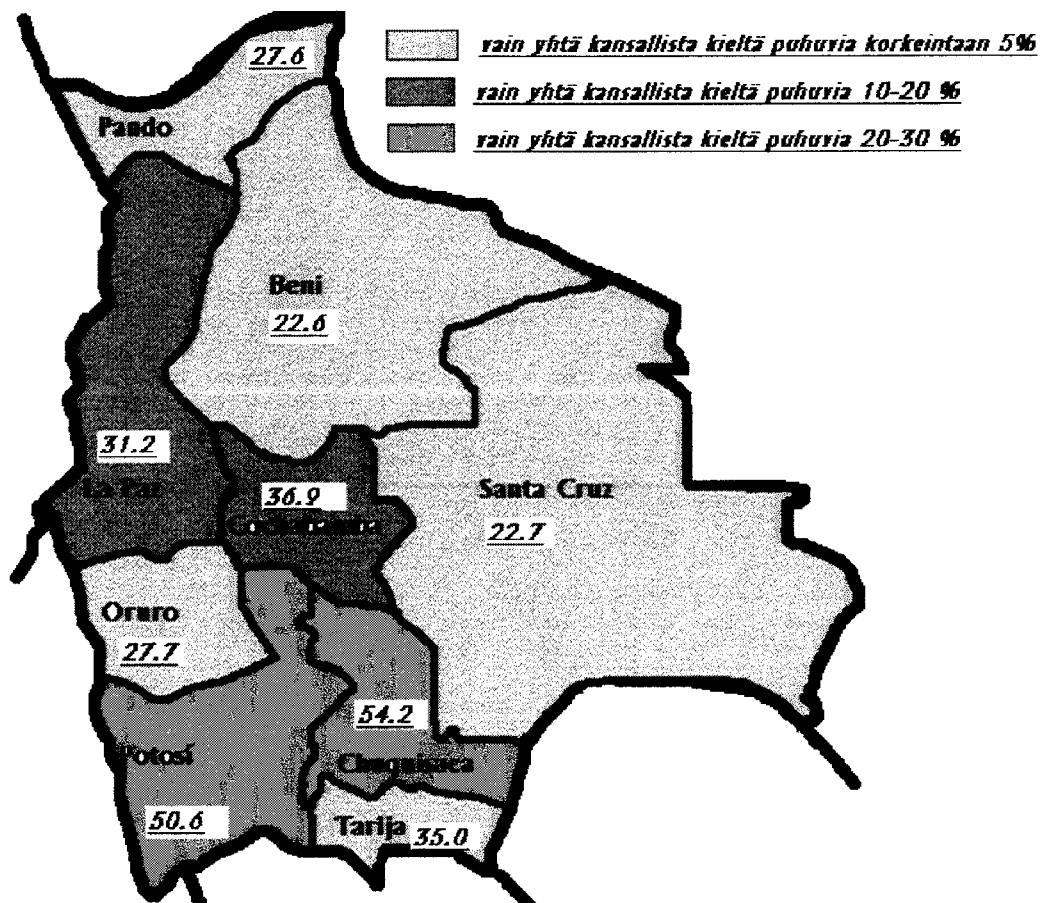 27.6
vain yhtä kansallista kieltä puhuvia korkeintaan 5%
vain yhtä kansallista kieltä puhuvia 10-20 %
vain yhtä kansallista kieltä puhuvia 20-30 %
Pando
Beni
22.6
31.2
La Paz
36.9
Cochabamba
Santa Cruz
22.7
Oruro
27.7
54.2
Potosí
Chuquisaca
50.6
Tarija 35.0